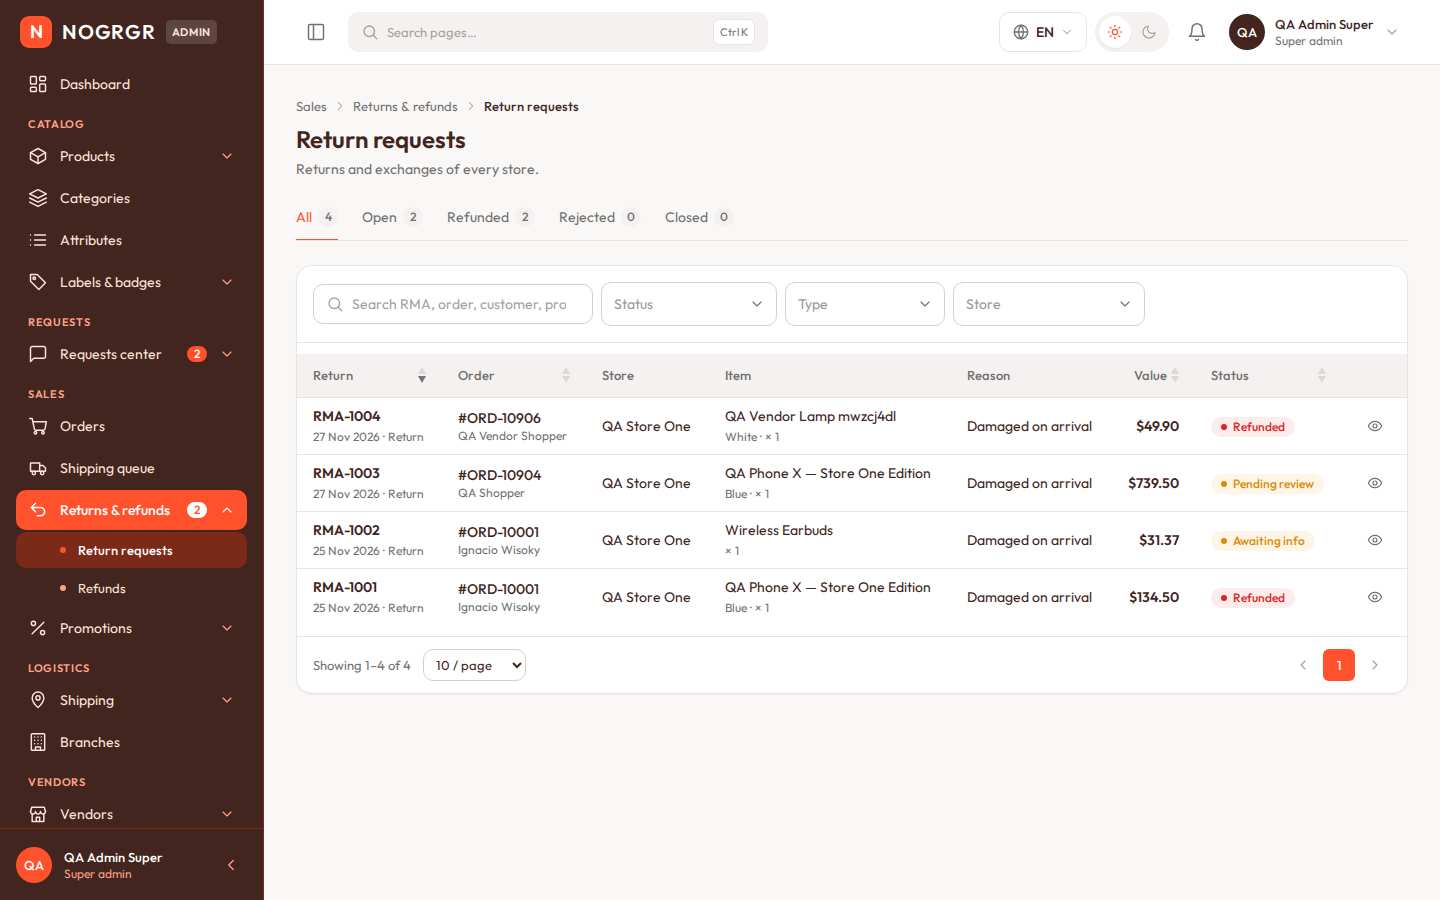 N NOGRGR ADMIN
Search pages... Ctrl K
EN
QA
QA Admin Super
Super admin
Dashboard
CATALOG
Products
Categories
Attributes
Labels & badges
REQUESTS
Requests center 2
SALES
Orders
Shipping queue
Returns & refunds 2
Return requests
Refunds
Promotions
LOGISTICS
Shipping
Branches
VENDORS
Vendors
QA
QA Admin Super
Super admin
Sales Returns & refunds Return requests
Return requests
Returns and exchanges of every store.
All 4 Open 2 Refunded 2 Rejected 0 Closed 0
Search RMA, order, customer, pro Status Type Store
Return Order Store Item Reason Value Status
RMA-1004 #ORD-10906 QA Store One QA Vendor Lamp mwzcj4dl Damaged on arrival $49.90 Refunded
27 Nov 2026 · Return QA Vendor Shopper White · × 1
RMA-1003 #ORD-10904 QA Store One QA Phone X — Store One Edition Damaged on arrival $739.50 Pending review
27 Nov 2026 · Return QA Shopper Blue · × 1
RMA-1002 #ORD-10001 QA Store One Wireless Earbuds Damaged on arrival $31.37 Awaiting info
25 Nov 2026 · Return Ignacio Wisoky × 1
RMA-1001 #ORD-10001 QA Store One QA Phone X — Store One Edition Damaged on arrival $134.50 Refunded
25 Nov 2026 · Return Ignacio Wisoky Blue · × 1
Showing 1–4 of 4 10 / page 1